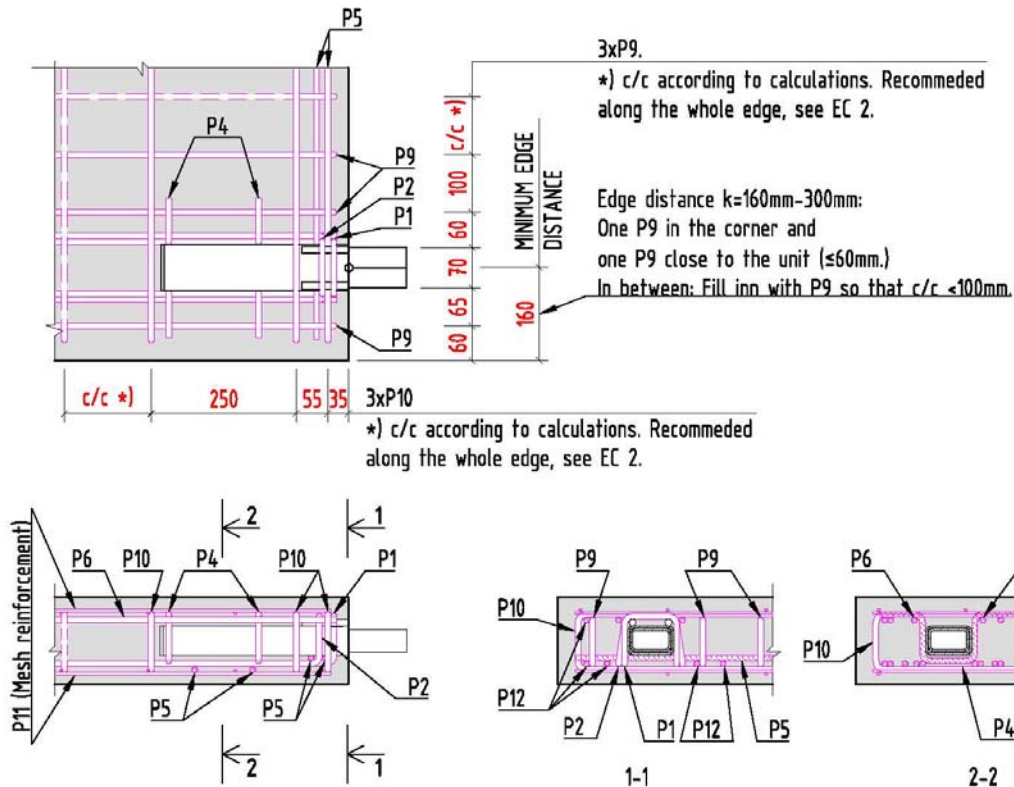 P5
3xP9.
*) c/c according to calculations. Recommeded
along the whole edge, see EC 2.
P4
c/c *)
P9
100
P2
MINIMUM EDGE
DISTANCE
Edge distance k=160mm-300mm:
P1
60
One P9 in the corner and
70
one P9 close to the unit (≤60mm.)
In between: Fill inn with P9 so that c/c <100mm.
65
160
P9
60
c/c *)
250
55
35
3xP10
*) c/c according to calculations. Recommeded
along the whole edge, see EC 2.
2
1
P11 (Mesh reinforcement)
P6
P10
P4
P10
P1
P2
P5
P5
2
1
P9
P9
P10
P12
P2
P1
P12
P5
1-1
P6
P10
P4
2-2